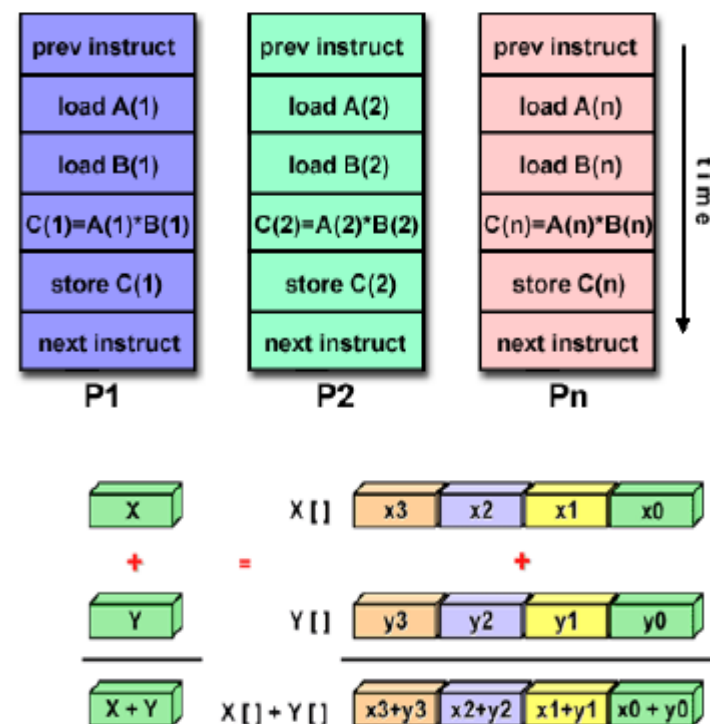 prev instruct prev instruct prev instruct
load A(1) load A(2) load A(n)
load B(1) load B(2) load B(n)
C(1)=A(1)*B(1) C(2)=A(2)*B(2) C(n)=A(n)*B(n)
store C(1) store C(2) store C(n)
next instruct next instruct next instruct
time
P1 P2 Pn
X X [ ] x3 x2 x1 x0
+ = +
Y Y [ ] y3 y2 y1 y0
X + Y X [ ] + Y [ ] x3+y3 x2+y2 x1+y1 x0 + y0